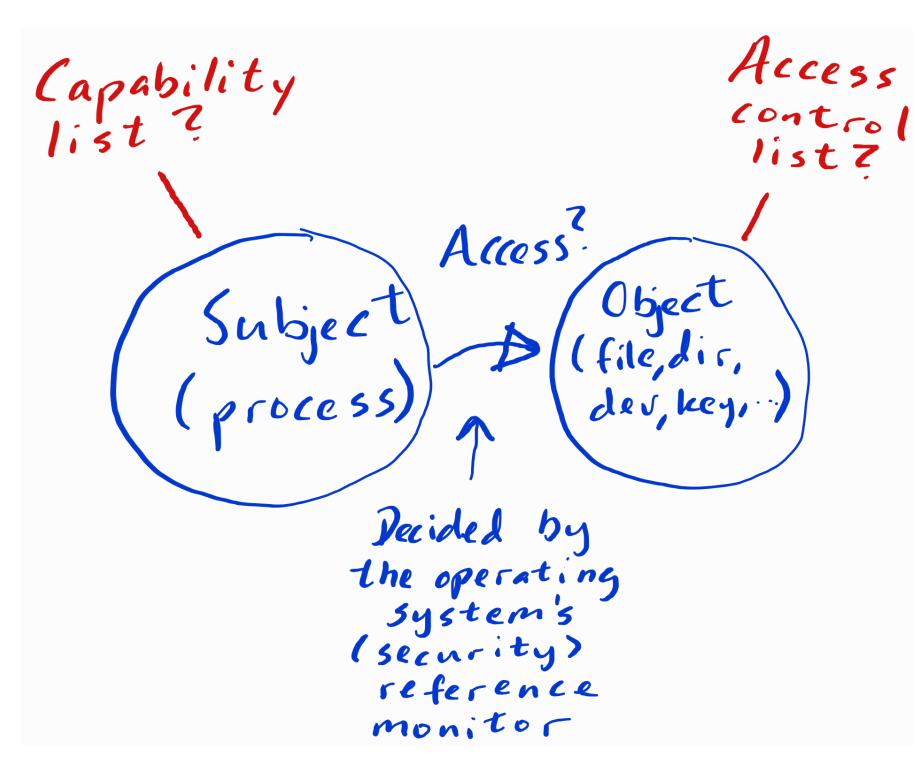 Capability
list?
Access
control
list?
Access?
Subject
(process)
Object
(file, dir,
dev, key, ...)
Decided by
the operating
system's
(security)
reference
monitor